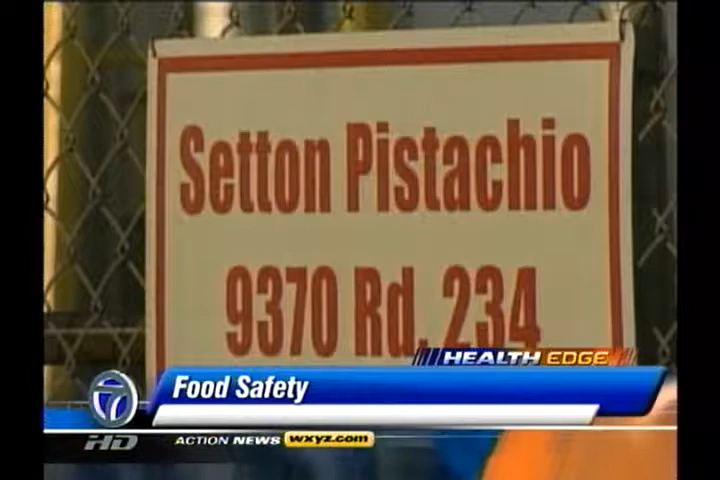 Setton Pistachio
9370 Rd. 234
HEALTH EDGE
Food Safety
7
HD
ACTION NEWS wxyz.com